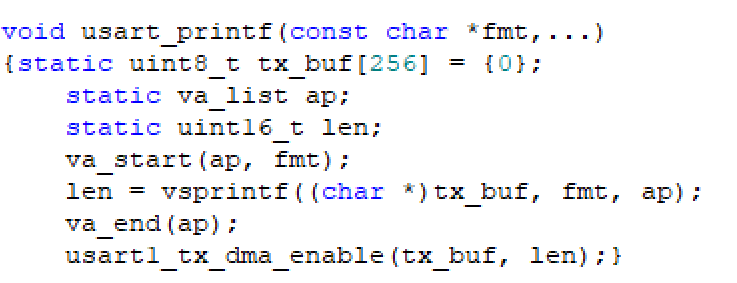 void usart_printf(const char *fmt,...)
{static uint8_t tx_buf[256] = {0};
    static va_list ap;
    static uint16_t len;
    va_start(ap, fmt);
    len = vsprintf((char *)tx_buf, fmt, ap);
    va_end(ap);
    usart1_tx_dma_enable(tx_buf, len);}